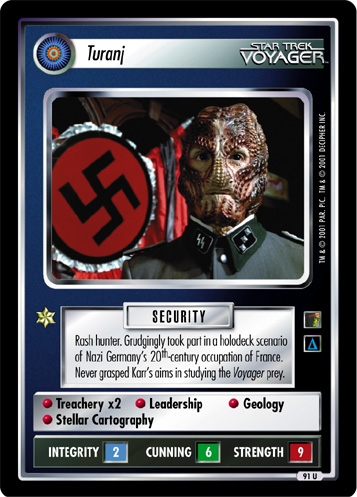 Turanj
STAR TREK
VOYAGER™
TM & © 2001 PAR. PIC. TM & © 2001 DECIPHER INC.
SECURITY
Rash hunter. Grudgingly took part in a holodeck scenario
of Nazi Germany's 20th-century occupation of France.
Never grasped Karr's aims in studying the Voyager prey.
Treachery x2 Leadership Geology
Stellar Cartography
INTEGRITY 2 CUNNING 6 STRENGTH 9
91 U